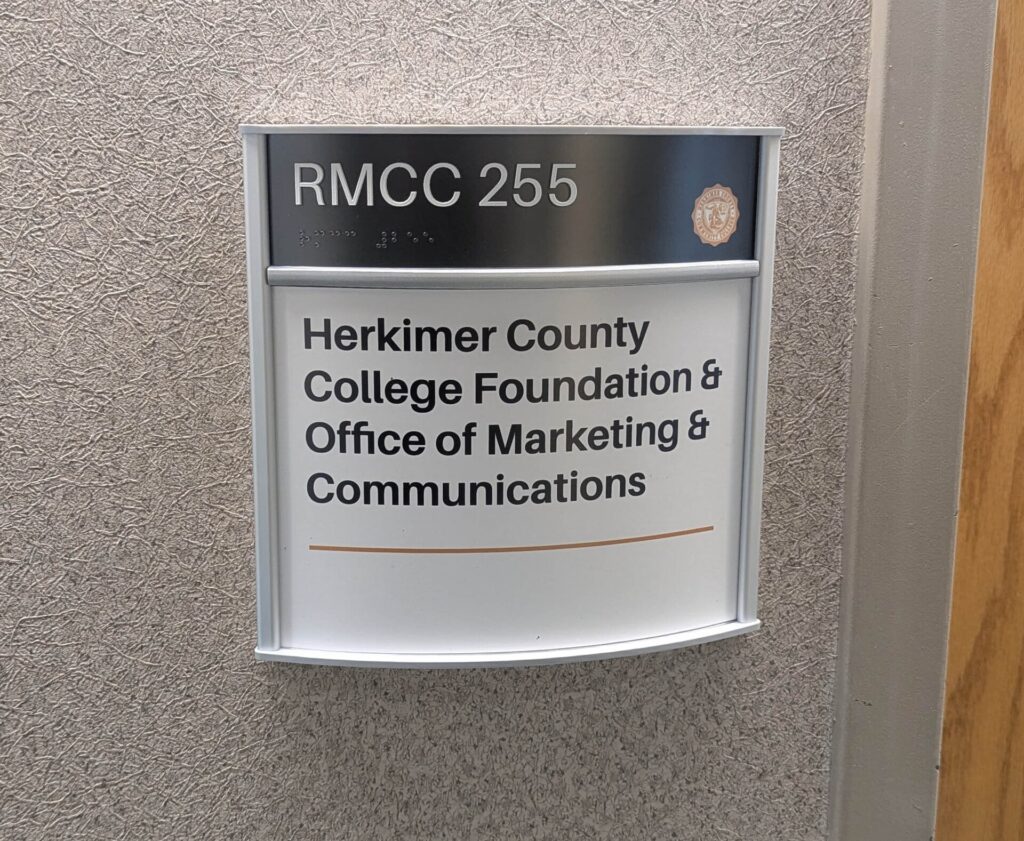 RMCC 255
Herkimer County
College Foundation &
Office of Marketing &
Communications